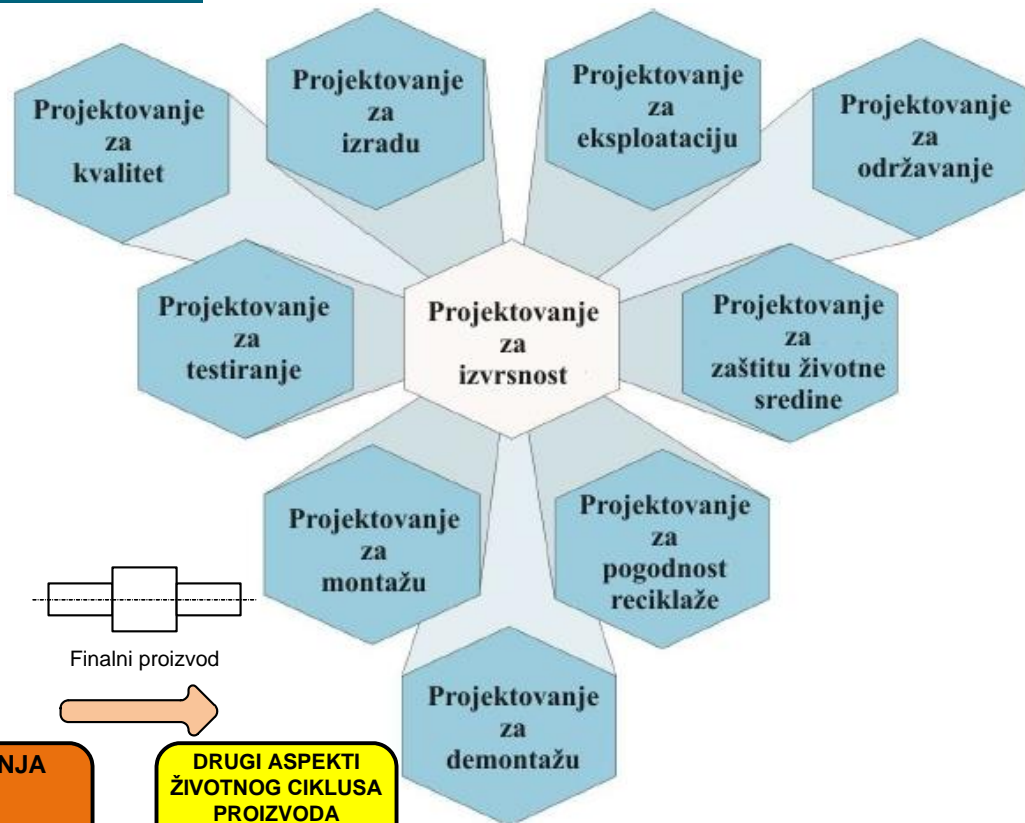 Projektovanje
za
kvalitet
Projektovanje
za
izradu
Projektovanje
za
eksploataciju
Projektovanje
za
održavanje
Projektovanje
za
testiranje
Projektovanje
za
izvrsnost
Projektovanje
za
zaštitu životne
sredine
Projektovanje
za
montažu
Projektovanje
za
pogodnost
reciklaže
Projektovanje
za
demontažu
Finalni proizvod
NJA
DRUGI ASPEKTI
ŽIVOTNOG CIKLUSA
PROIZVODA